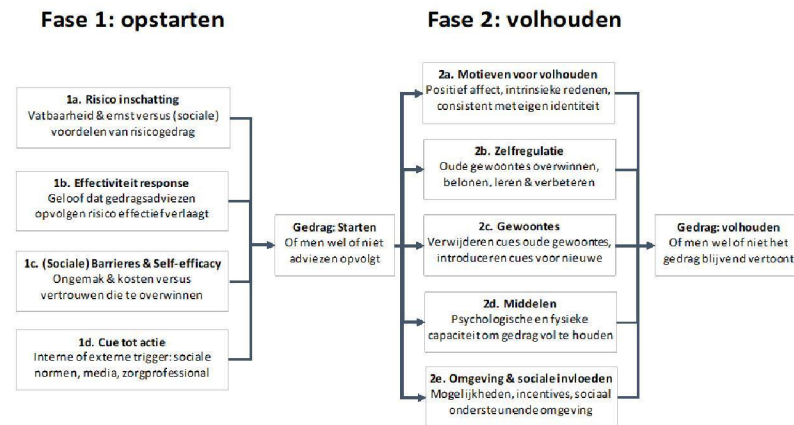 Fase 1: opstarten
1a. Risico inschatting
Vatbaarheid & ernst versus (sociale)
voordelen van risicogedrag
1b. Effectiviteit response
Geloof dat gedragsadviezen
opvolgen risico effectief verlaagt
1c. (Sociale) Barrieres & Self-efficacy
Ongemak & kosten versus
vertrouwen die te overwinnen
1d. Cue tot actie
Interne of externe trigger: sociale
normen, media, zorgprofessional
Gedrag: Starten
Of men wel of niet
adviezen opvolgt
Fase 2: volhouden
2a. Motieven voor volhouden
Positief affect, intrinsieke redenen,
consistent met eigen identiteit
2b. Zelfregulatie
Oude gewoontes overwinnen,
belonen, leren & verbeteren
2c. Gewoontes
Verwijderen cues oude gewoontes,
introduceren cues voor nieuwe
2d. Middelen
Psychologische en fysieke
capaciteit om gedrag vol te houden
2e. Omgeving & sociale invloeden
Mogelijkheden, incentives, sociaal
ondersteunende omgeving
Gedrag: volhouden
Of men wel of niet het
gedrag blijvend vertoont